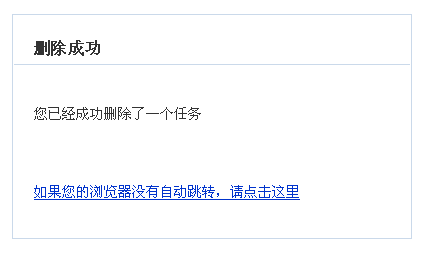 删除成功
您已经成功删除了一个任务
如果您的浏览器没有自动跳转，请点击这里